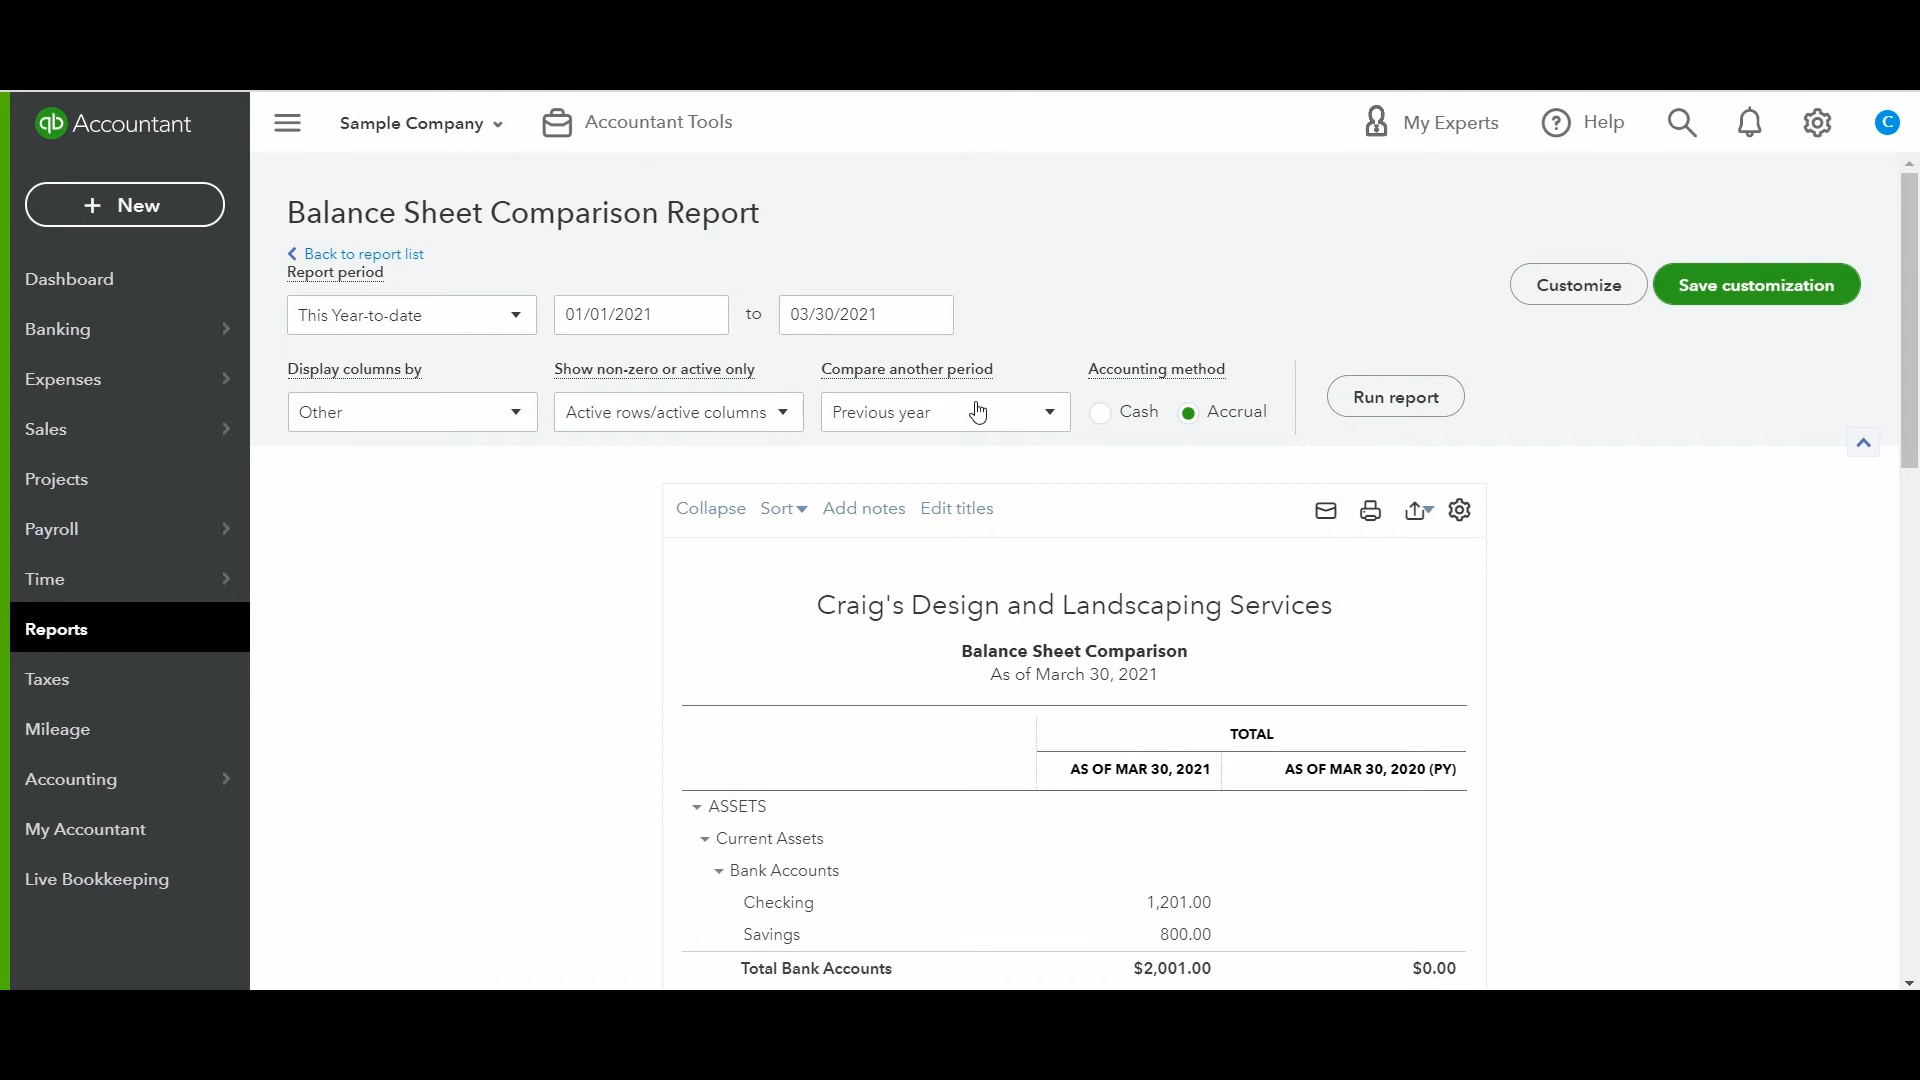 qb Accountant
Sample Company
Accountant Tools
My Experts
Help
C
+ New
Dashboard
Banking
Expenses
Sales
Projects
Payroll
Time
Reports
Taxes
Mileage
Accounting
My Accountant
Live Bookkeeping
Balance Sheet Comparison Report
Back to report list
Report period
This Year-to-date 01/01/2021 to 03/30/2021
Customize Save customization
Display columns by Show non-zero or active only Compare another period Accounting method
Other Active rows/active columns Previous year Cash Accrual
Run report
Collapse Sort Add notes Edit titles
Craig's Design and Landscaping Services
Balance Sheet Comparison
As of March 30, 2021
TOTAL
AS OF MAR 30, 2021 AS OF MAR 30, 2020 (PY)
ASSETS
Current Assets
Bank Accounts
Checking 1,201.00
Savings 800.00
Total Bank Accounts $2,001.00 $0.00